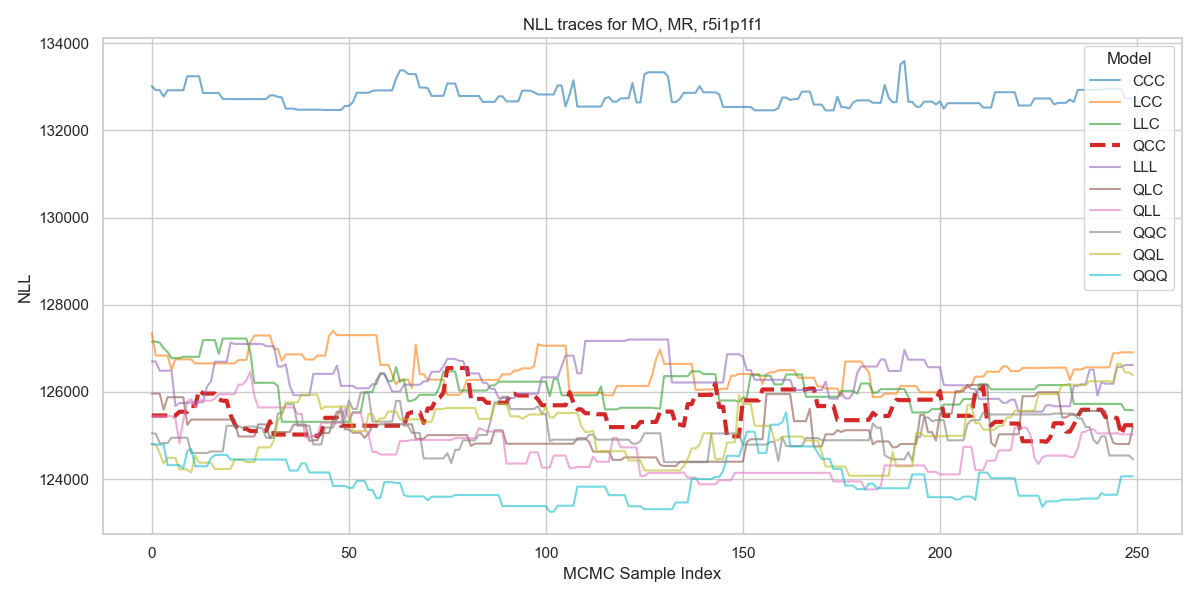 NLL traces for MO, MR, r5i1p1f1
134000
132000
130000
128000
126000
124000
NLL
0
50
100
150
200
250
MCMC Sample Index
Model
CCC
LCC
LLC
QCC
LLL
QLC
QLL
QQC
QQL
QQQ